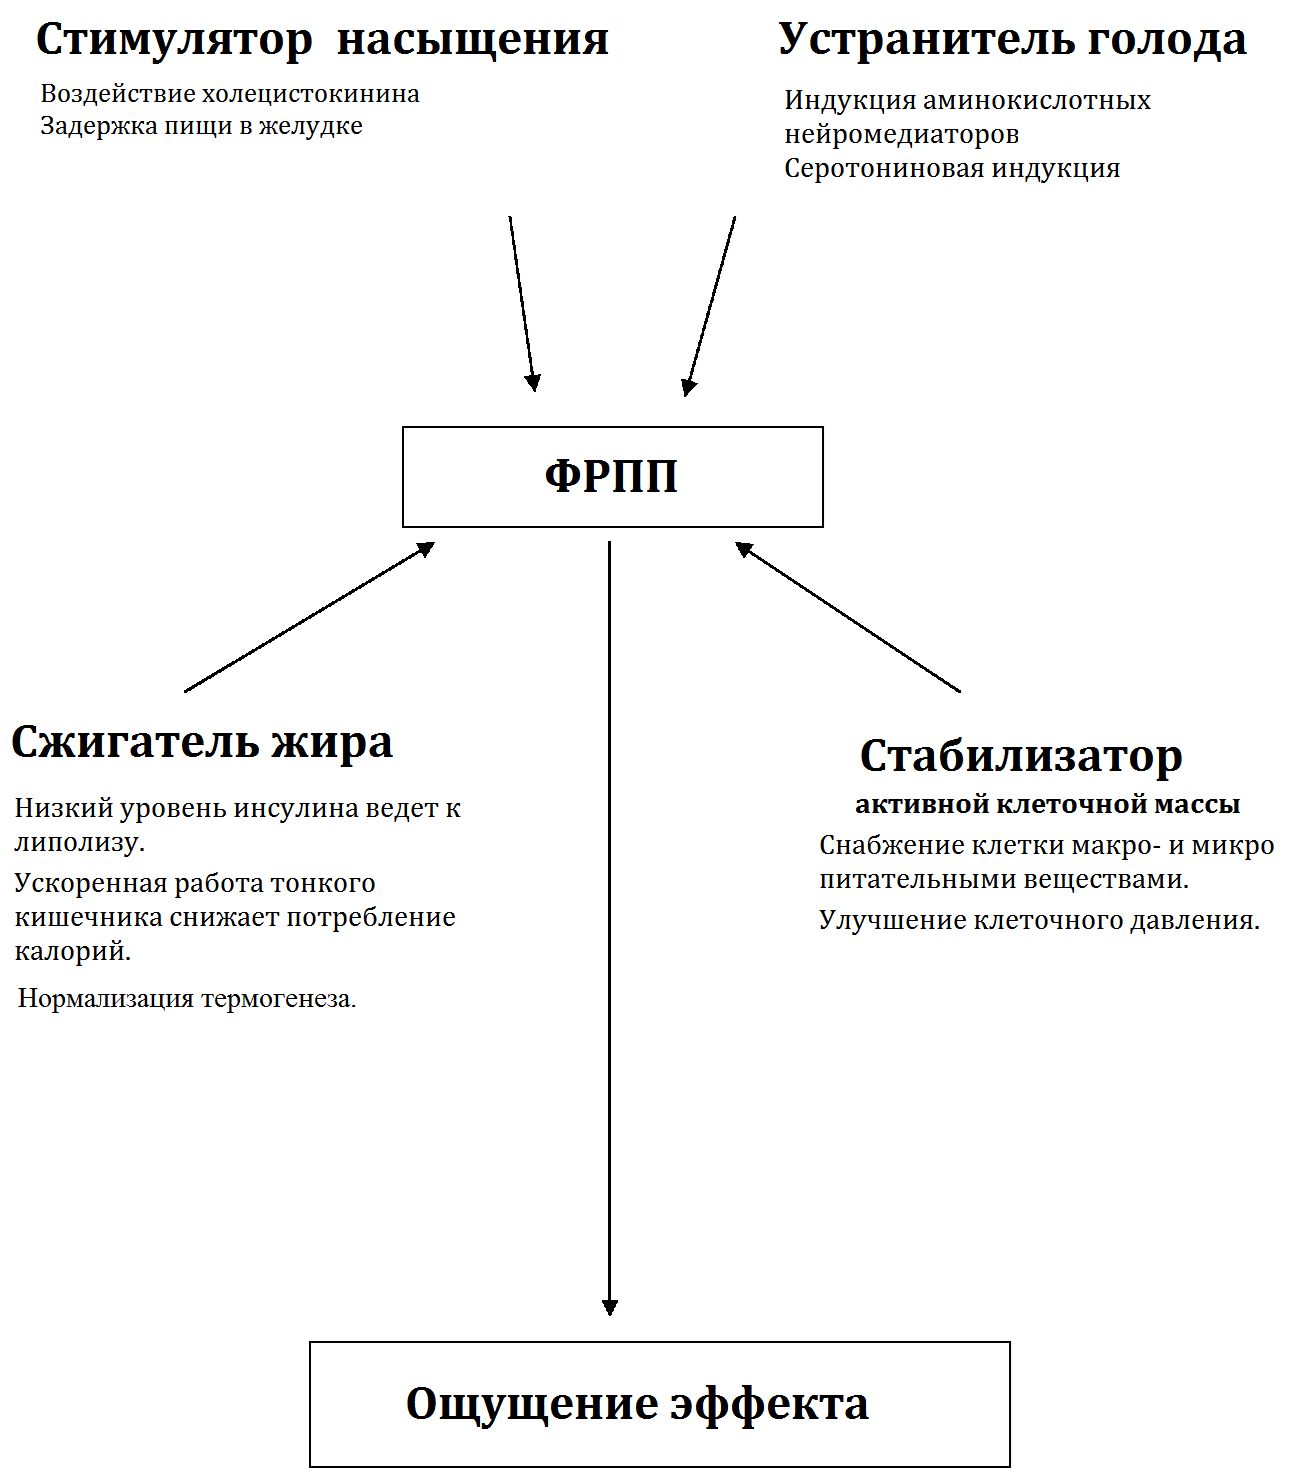 Стимулятор насыщения
Воздействие холецистокинина
Задержка пищи в желудке
Устранитель голода
Индукция аминокислотных
нейромедиаторов
Серотониновая индукция
ФРПП
Сжигатель жира
Низкий уровень инсулина ведет к
липолизу.
Ускоренная работа тонкого
кишечника снижает потребление
калорий.
Нормализация термогенеза.
Стабилизатор
активной клеточной массы
Снабжение клетки макро- и микро
питательными веществами.
Улучшение клеточного давления.
Ощущение эффекта